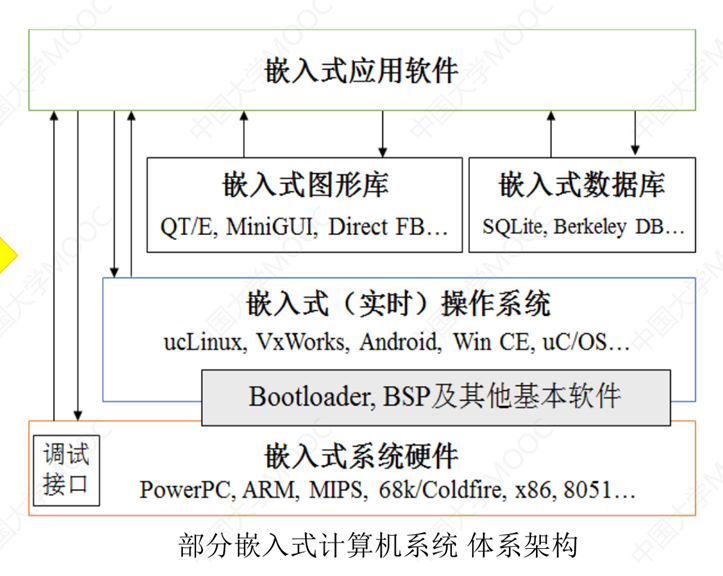 嵌入式应用软件
嵌入式图形库
QT/E, MiniGUI, Direct FB…
嵌入式数据库
SQLite, Berkeley DB…
嵌入式（实时）操作系统
ucLinux, VxWorks, Android, Win CE, uC/OS…
Bootloader, BSP及其他基本软件
调试
接口
嵌入式系统硬件
PowerPC, ARM, MIPS, 68k/Coldfire, x86, 8051…
部分嵌入式计算机系统 体系架构
中国大学MOOC